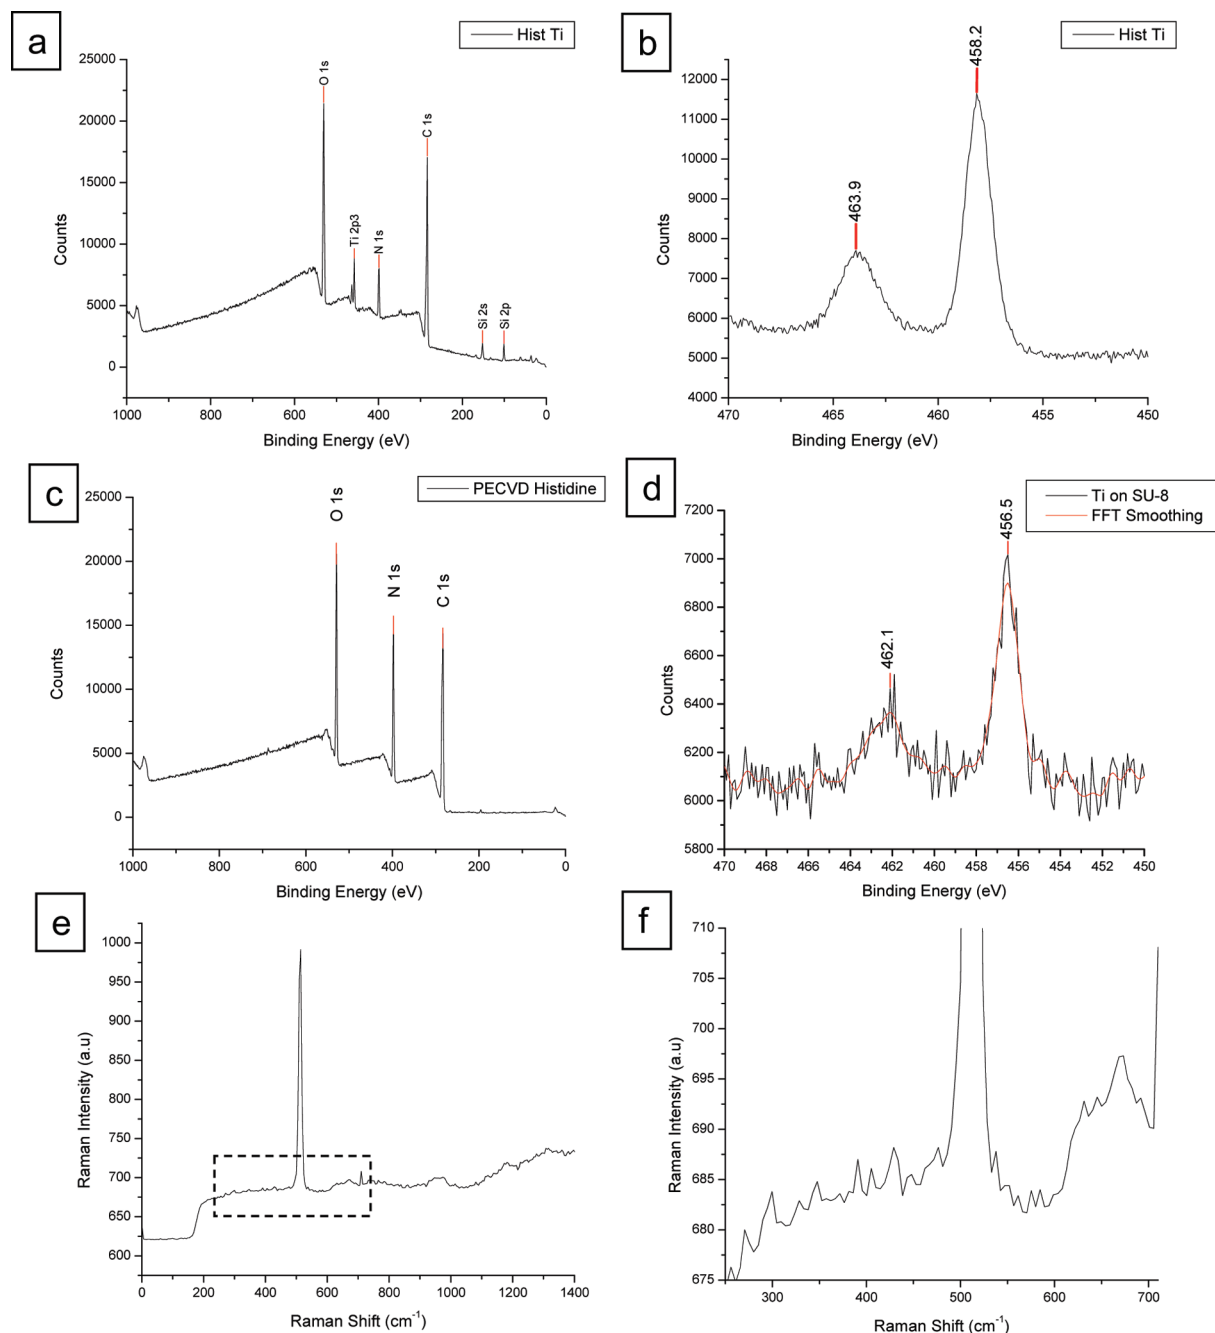 a
Hist Ti
25000
20000
15000
10000
5000
0
O 1s
Ti 2p3
N 1s
C 1s
Si 2s
Si 2p
1000
800
600
400
200
0
Counts
Binding Energy (eV)
b
Hist Ti
12000
11000
10000
9000
8000
7000
6000
5000
4000
463.9
458.2
470
465
460
455
450
Counts
Binding Energy (eV)
c
PECVD Histidine
25000
20000
15000
10000
5000
0
O 1s
N 1s
C 1s
1000
800
600
400
200
0
Counts
Binding Energy (eV)
d
Ti on SU-8
FFT Smoothing
7200
7000
6800
6600
6400
6200
6000
5800
462.1
456.5
470
468
466
464
462
460
458
456
454
452
450
Counts
Binding Energy (eV)
e
1000
950
900
850
800
750
700
650
600
0
200
400
600
800
1000
1200
1400
Raman Intensity (a.u)
Raman Shift (cm⁻¹)
f
710
705
700
695
690
685
680
675
300
400
500
600
700
Raman Intensity (a.u)
Raman Shift (cm⁻¹)